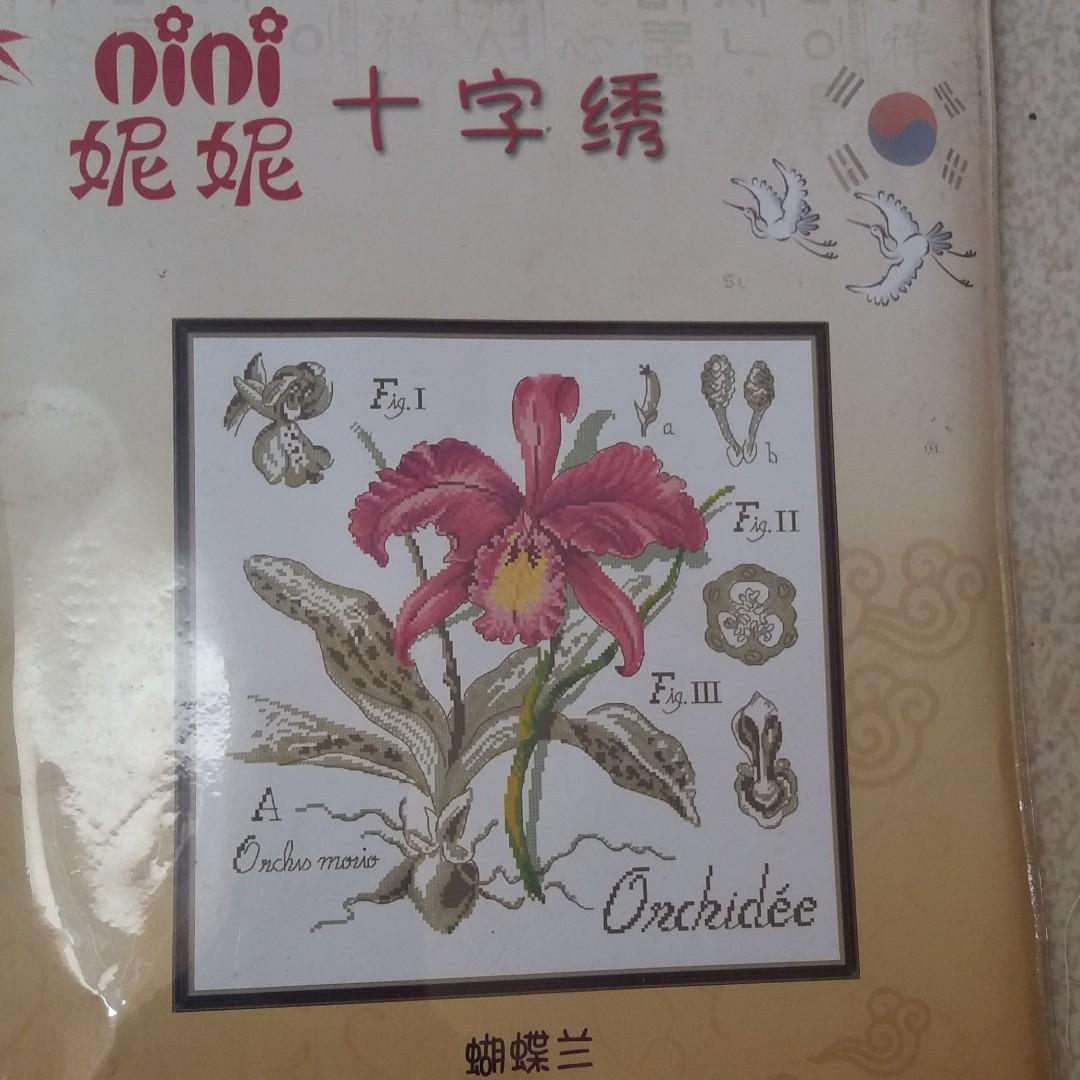 nini
妮妮
十字绣
Fig.I
a
b
Fig.II
Fig.III
A
Orchis morio
Orchidée
蝴蝶兰